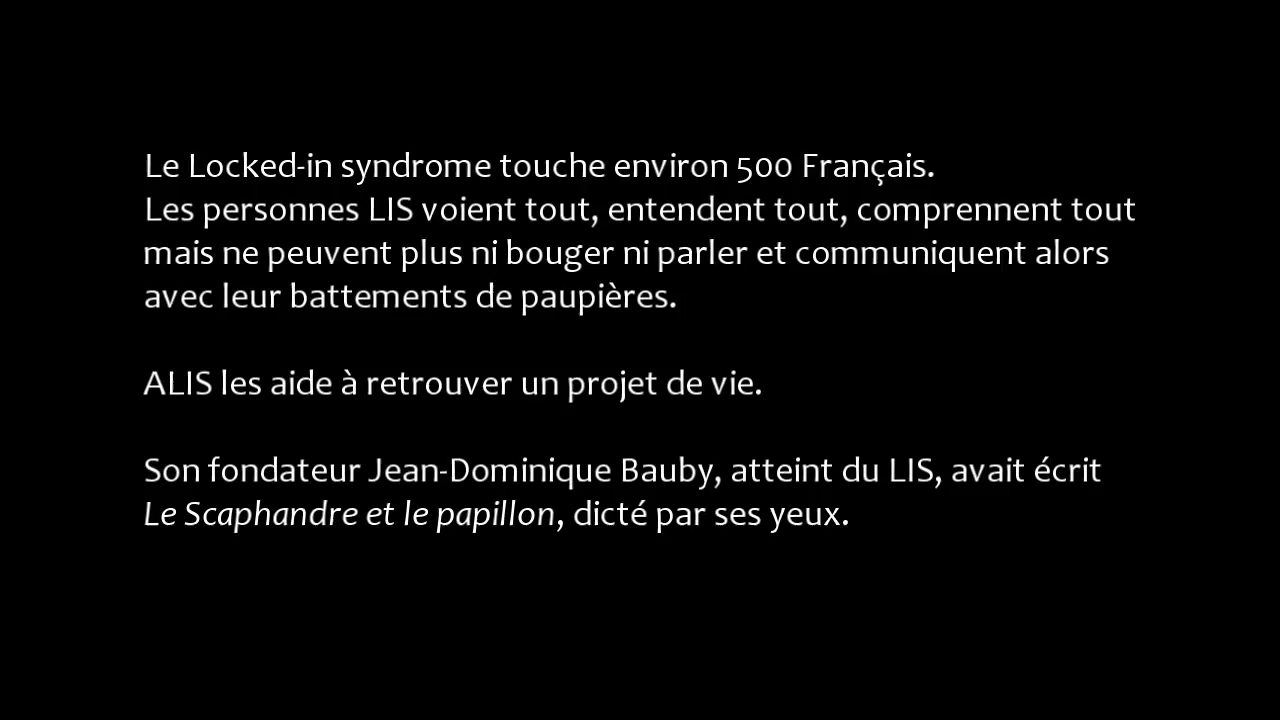 Le Locked-in syndrome touche environ 500 Français.
Les personnes LIS voient tout, entendent tout, comprennent tout
mais ne peuvent plus ni bouger ni parler et communiquent alors
avec leur battements de paupières.
ALIS les aide à retrouver un projet de vie.
Son fondateur Jean-Dominique Bauby, atteint du LIS, avait écrit
Le Scaphandre et le papillon, dicté par ses yeux.